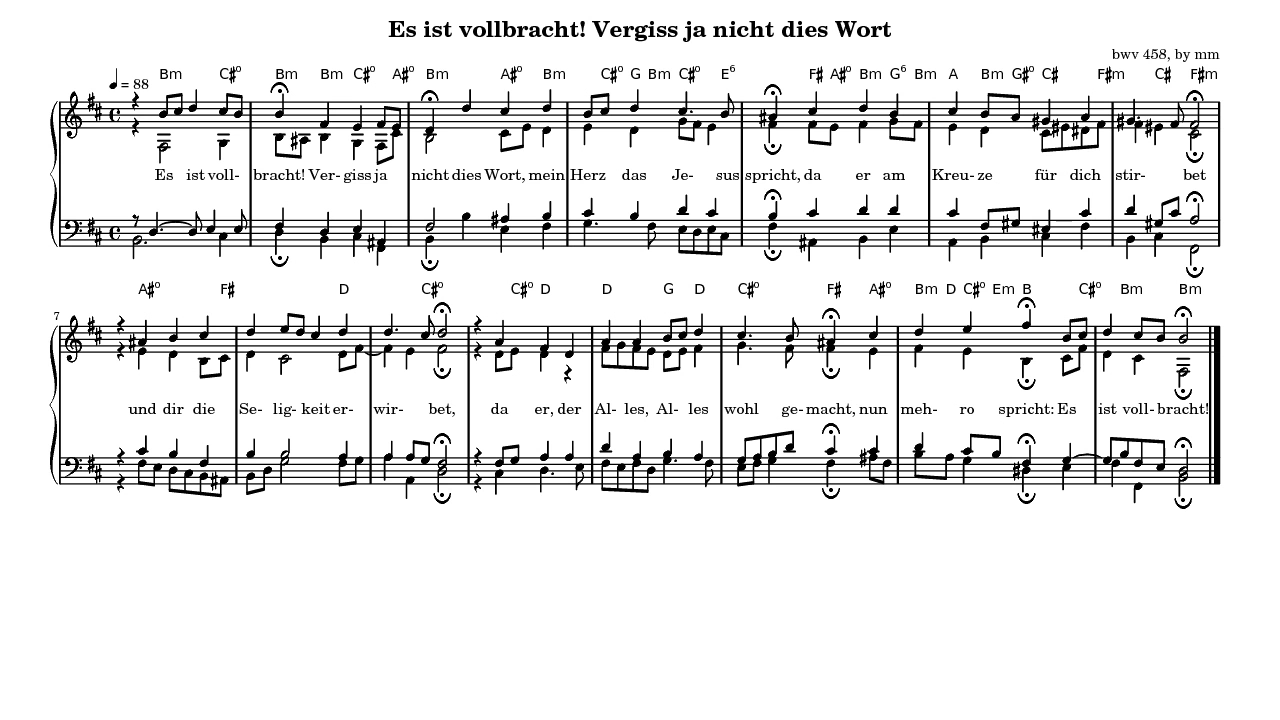 Es ist vollbracht! Vergiss ja nicht dies Wort
bwv 458, by mm
Bm C♯o Bm Bm C♯o A♯o Bm A♯o Bm C♯o G Bm C♯o E6 F♯ A♯o Bm G6 Bm A Bm G♯o C♯ F♯m C♯ F♯m
♩ = 88
Es ist voll- bracht! Ver- giss ja nicht dies Wort, mein Herz das Je- sus spricht, da er am Kreu- ze für dich stir- bet
A♯o F♯ D C♯o C♯o D D G D C♯o F♯ A♯o Bm D C♯o Em B C♯o Bm Bm
7
und dir die Se- lig- keit er- wir- bet, da er, der Al- les, Al- les wohl ge- macht, nun meh- ro spricht: Es ist voll- bracht!